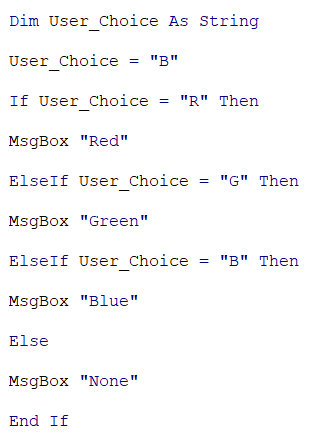 Dim User_Choice As String
User_Choice = "B"
If User_Choice = "R" Then
MsgBox "Red"
ElseIf User_Choice = "G" Then
MsgBox "Green"
ElseIf User_Choice = "B" Then
MsgBox "Blue"
Else
MsgBox "None"
End If